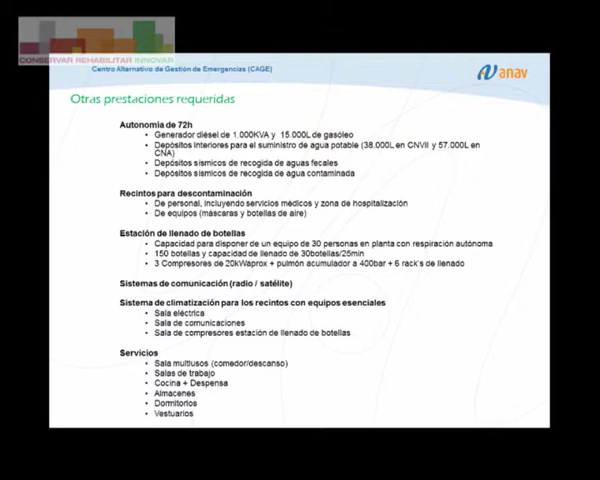 CONSERVAR REHABILITAR INNOVAR
Centro Alternativo de Gestión de Emergencias (CAGE)
anav
Otras prestaciones requeridas
Autonomía de 72h
• Generador diésel de 1.000KVA y 15.000L de gasóleo
• Depósitos interiores para el suministro de agua potable (38.000L en CNVII y 57.000L en
CNA)
• Depósitos sísmicos de recogida de aguas fecales
• Depósitos sísmicos de recogida de agua contaminada
Recintos para descontaminación
• De personal, incluyendo servicios médicos y zona de hospitalización
• De equipos (máscaras y botellas de aire)
Estación de llenado de botellas
• Capacidad para disponer de un equipo de 30 personas en planta con respiración autónoma
• 150 botellas y capacidad de llenado de 30botellas/25min
• 3 Compresores de 20kWaprox + pulmón acumulador a 400bar + 6 rack's de llenado
Sistemas de comunicación (radio / satélite)
Sistema de climatización para los recintos con equipos esenciales
• Sala eléctrica
• Sala de comunicaciones
• Sala de compresores estación de llenado de botellas
Servicios
• Sala multiusos (comedor/descanso)
• Salas de trabajo
• Cocina + Despensa
• Almacenes
• Dormitorios
• Vestuarios